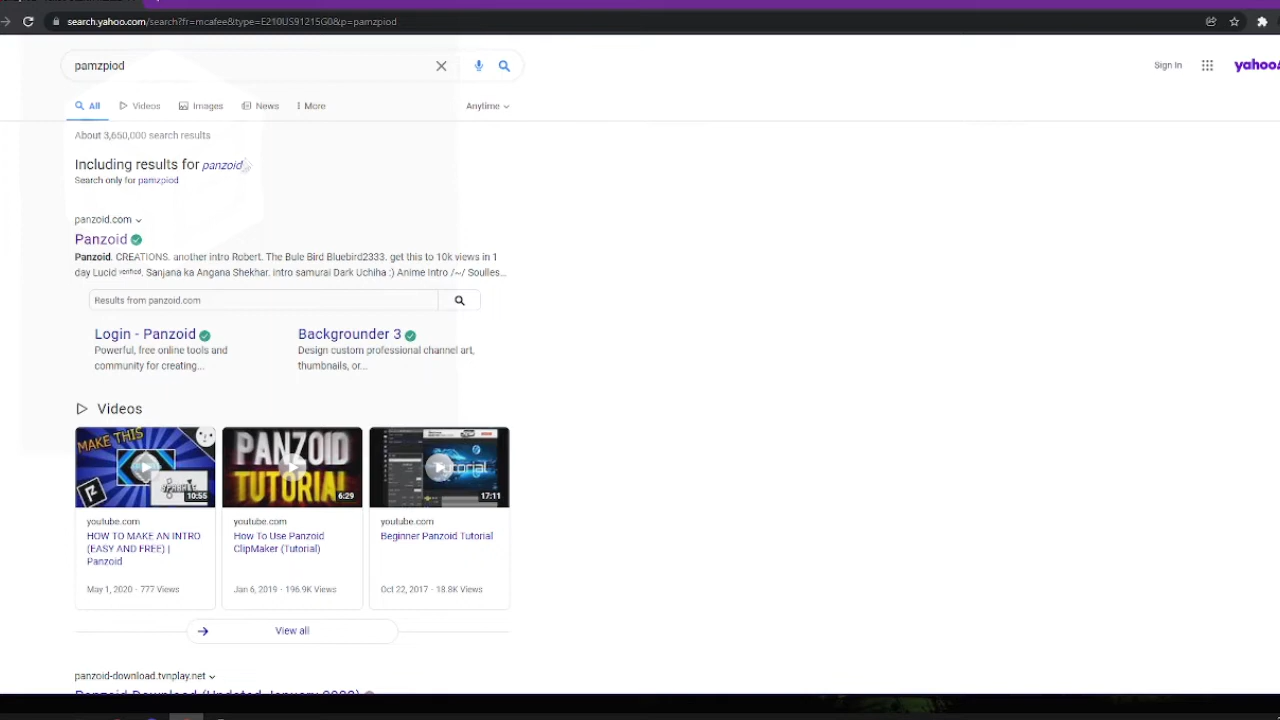 search.yahoo.com/search?fr=mcafee&type=E210US91215G0&p=pamzpiod
pamzpiod
Sign In
yahoo
All
Videos
Images
News
More
Anytime
About 3,650,000 search results
Including results for panzoid
Search only for pamzpiod
panzoid.com
Panzoid
Panzoid. CREATIONS. another intro Robert. The Bule Bird Bluebird2333. get this to 10k views in 1
day Lucid verified. Sanjana ka Angana Shekhar. intro samurai Dark Uchiha :) Anime Intro /~/ Soulles...
Results from panzoid.com
Login - Panzoid
Powerful, free online tools and
community for creating...
Backgrounder 3
Design custom professional channel art,
thumbnails, or...
Videos
MAKE THIS
10:55
PANZOID
TUTORIAL
6:29
Tutorial
17:11
youtube.com
HOW TO MAKE AN INTRO
(EASY AND FREE) |
Panzoid
May 1, 2020 · 777 Views
youtube.com
How To Use Panzoid
ClipMaker (Tutorial)
Jan 6, 2019 · 196.9K Views
youtube.com
Beginner Panzoid Tutorial
Oct 22, 2017 · 18.8K Views
View all
panzoid-download.tvnplay.net
Panzoid Download (Updated January 2022)